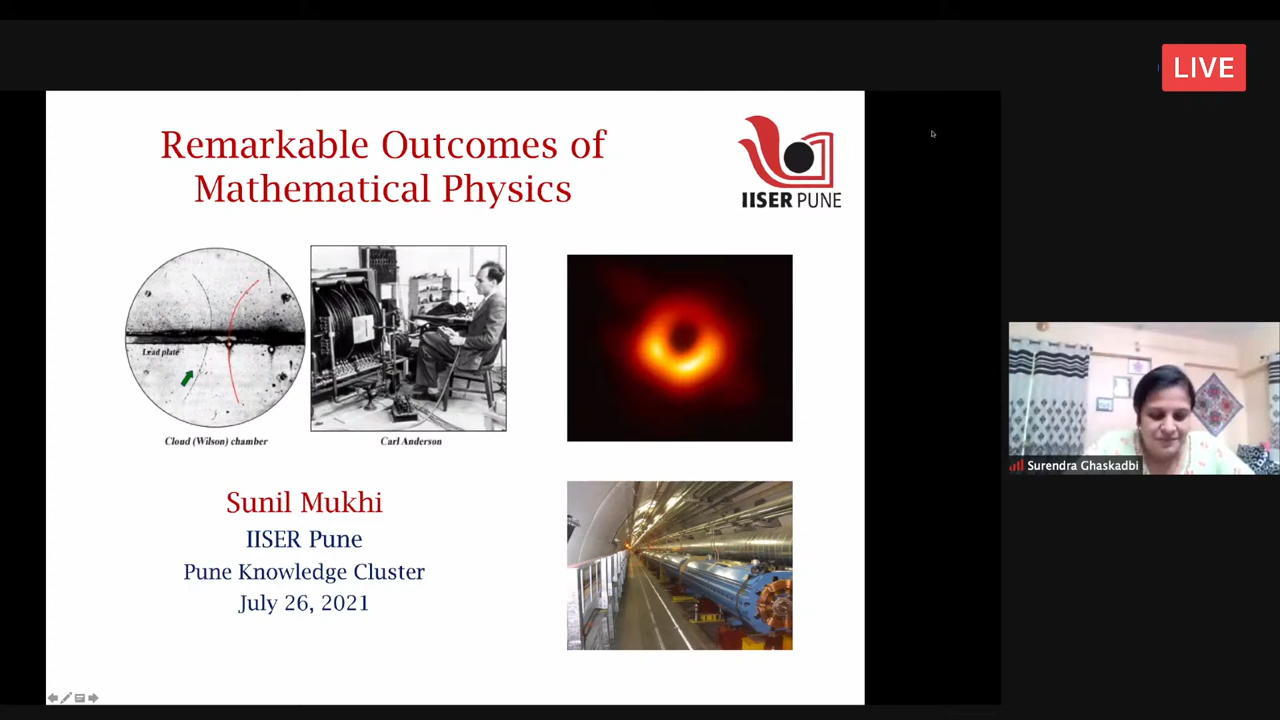 LIVE
Remarkable Outcomes of
Mathematical Physics
IISER PUNE
Lead plate
Cloud (Wilson) chamber
Carl Anderson
Surendra Ghaskadbi
Sunil Mukhi
IISER Pune
Pune Knowledge Cluster
July 26, 2021